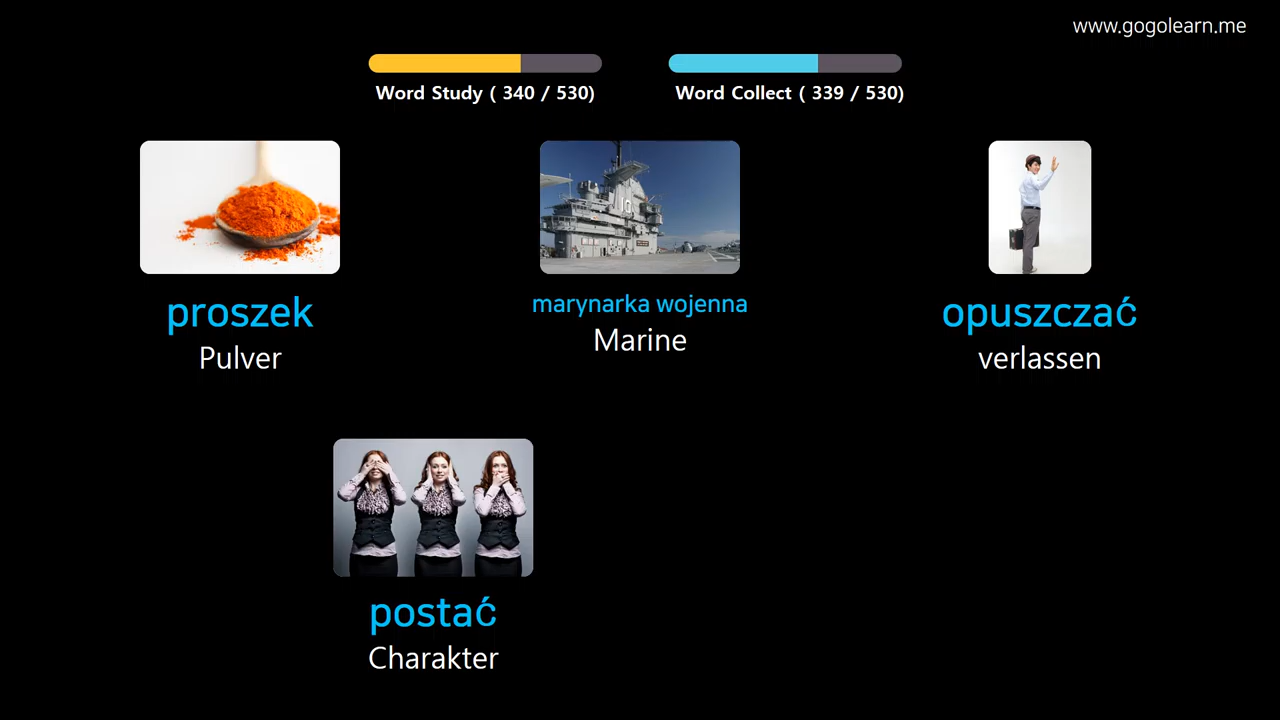 www.gogolearn.me
Word Study ( 340 / 530)
Word Collect ( 339 / 530)
proszek
Pulver
marynarka wojenna
Marine
opuszczać
verlassen
postać
Charakter